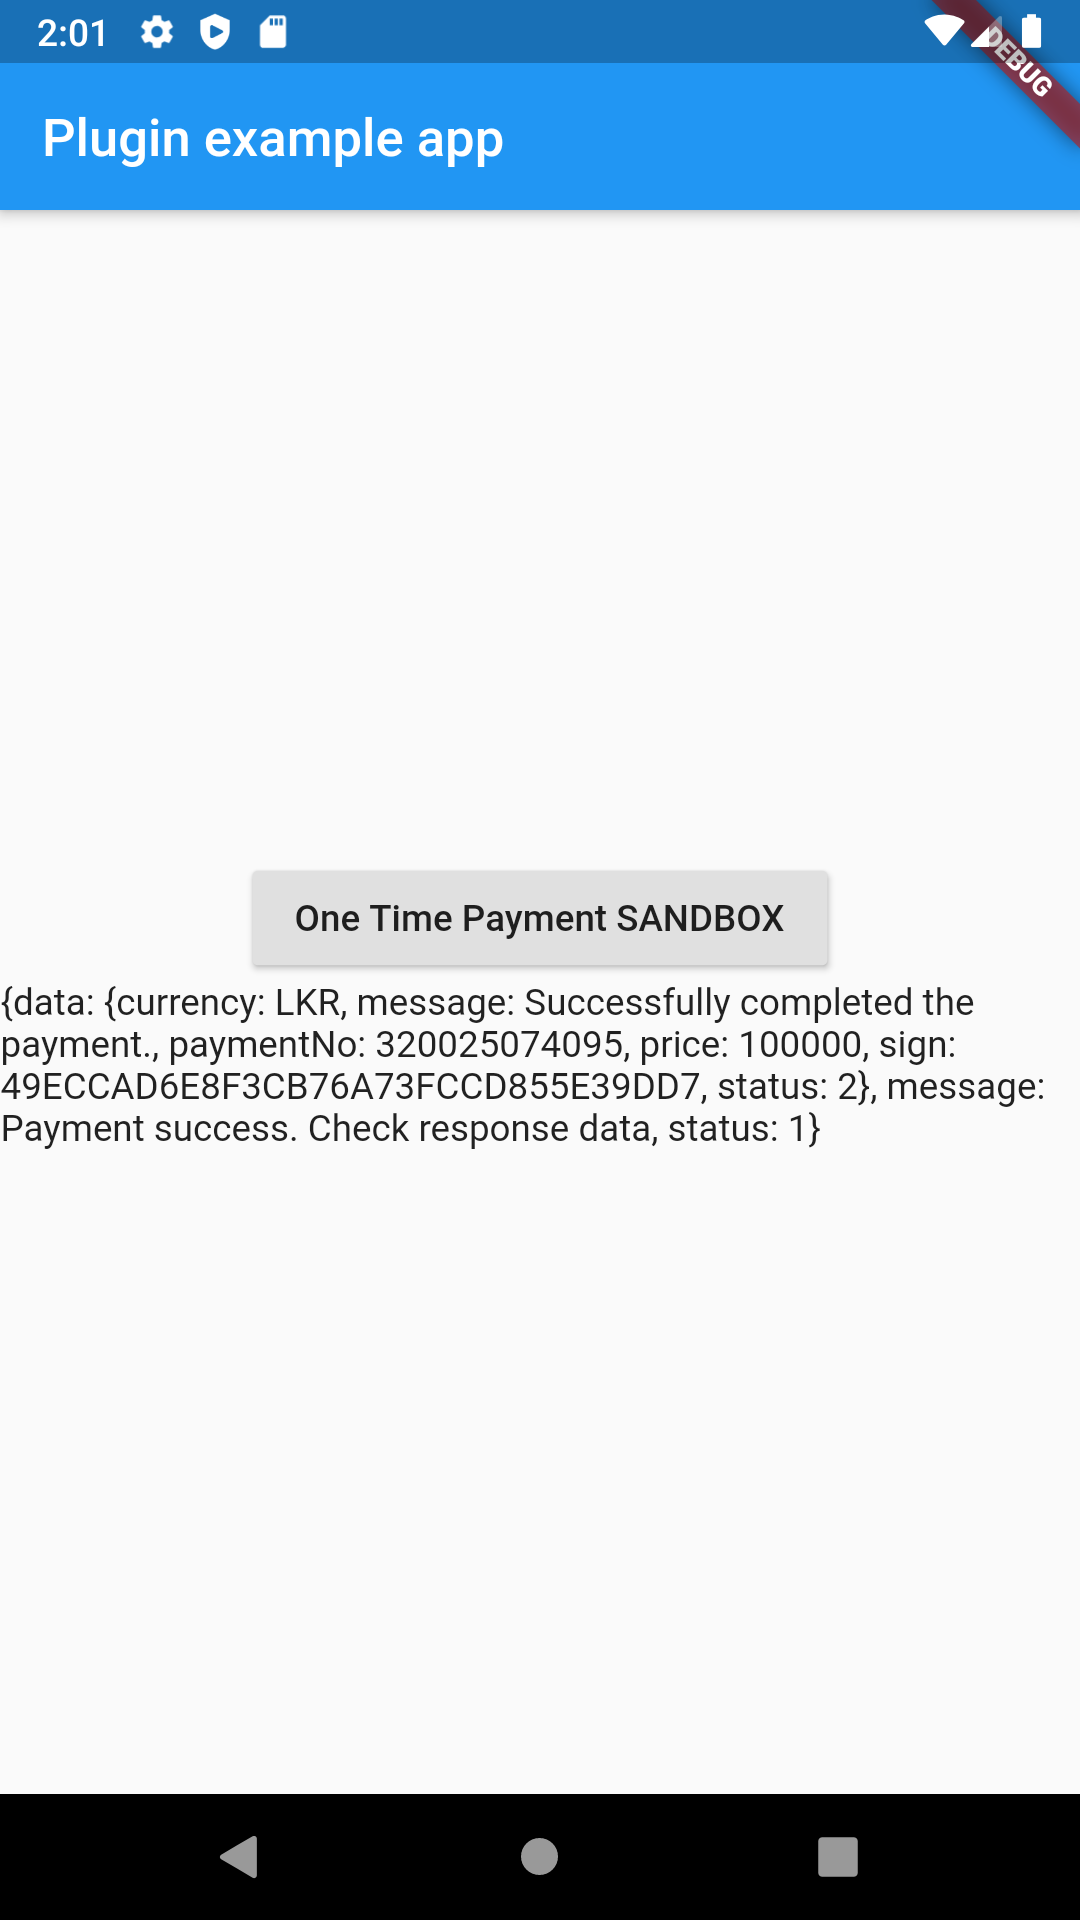 2:01
DEBUG
Plugin example app
One Time Payment SANDBOX
{data: {currency: LKR, message: Successfully completed the
payment., paymentNo: 320025074095, price: 100000, sign:
49ECCAD6E8F3CB76A73FCCD855E39DD7, status: 2}, message:
Payment success. Check response data, status: 1}